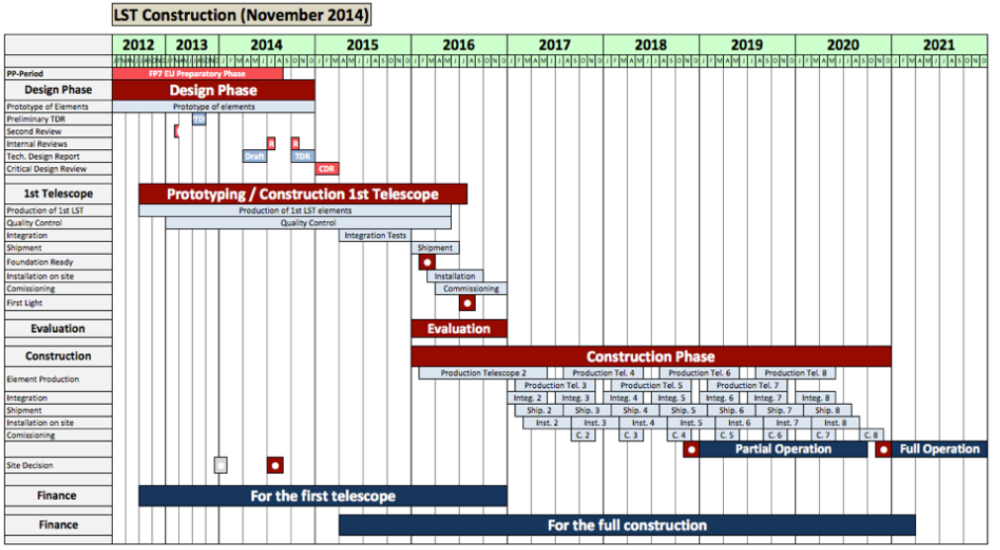 LST Construction (November 2014)
2012 2013 2014 2015 2016 2017 2018 2019 2020 2021
J F M A M J J A S O N D J F M A M J J A S O N D J F M A M J J A S O N D J F M A M J J A S O N D J F M A M J J A S O N D J F M A M J J A S O N D J F M A M J J A S O N D J F M A M J J A S O N D
PP-Period FP7 EU Preparatory Phase
Design Phase Design Phase
Prototype of Elements Prototype of elements
Preliminary TDR TD
Second Review
Internal Reviews R R
Tech. Design Report Draft TDR
Critical Design Review CDR
1st Telescope Prototyping / Construction 1st Telescope
Production of 1st LST Production of 1st LST elements
Quality Control Quality Control
Integration Integration Tests
Shipment Shipment
Foundation Ready
Installation on site Installation
Comissioning Commissioning
First Light
Evaluation Evaluation
Construction Construction Phase
Element Production Production Telescope 2 Production Tel. 4 Production Tel. 6 Production Tel. 8
Production Tel. 3 Production Tel. 5 Production Tel. 7
Integration Integ. 2 Integ. 3 Integ. 4 Integ. 5 Integ. 6 Integ. 7 Integ. 8
Shipment Ship. 2 Ship. 3 Ship. 4 Ship. 5 Ship. 6 Ship. 7 Ship. 8
Installation on site Inst. 2 Inst. 3 Inst. 4 Inst. 5 Inst. 6 Inst. 7 Inst. 8
Comissioning C. 2 C. 3 C. 4 C. 5 C. 6 C. 7 C. 8
Partial Operation Full Operation
Site Decision
Finance For the first telescope
Finance For the full construction